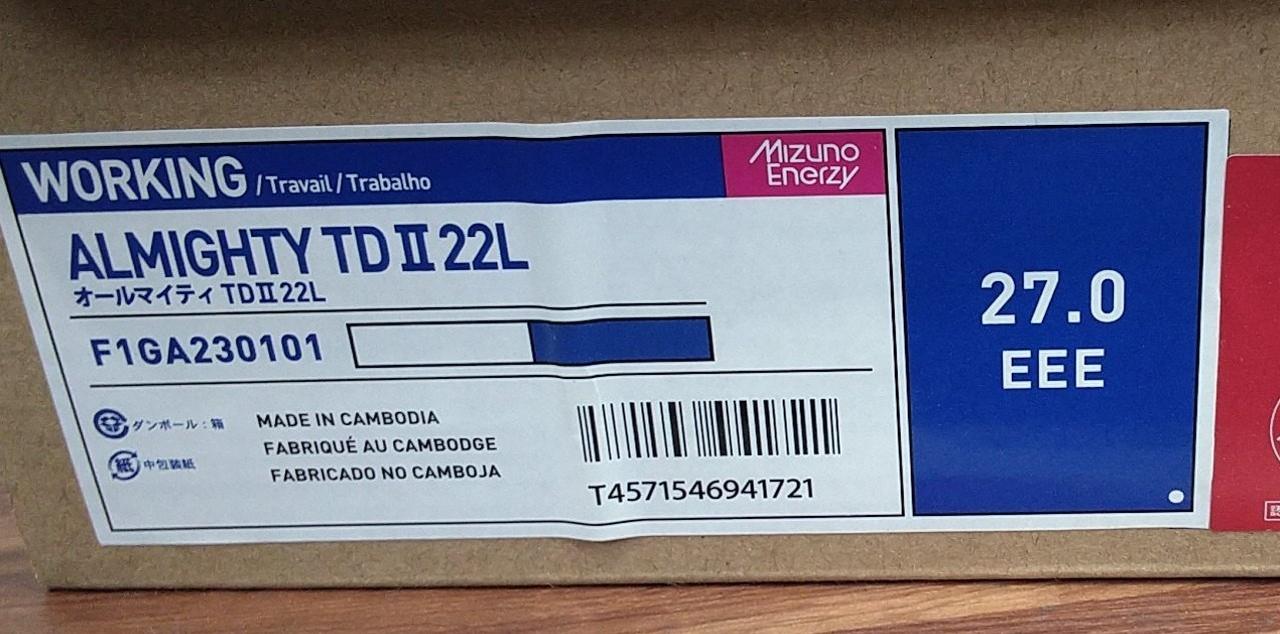 WORKING /Travail/Trabalho
Mizuno
Enerzy
ALMIGHTY TDⅡ22L
オールマイティ TDⅡ22L
F1GA230101
27.0
EEE
ダンボール：箱
紙 中包装紙
MADE IN CAMBODIA
FABRIQUÉ AU CAMBODGE
FABRICADO NO CAMBOJA
T4571546941721